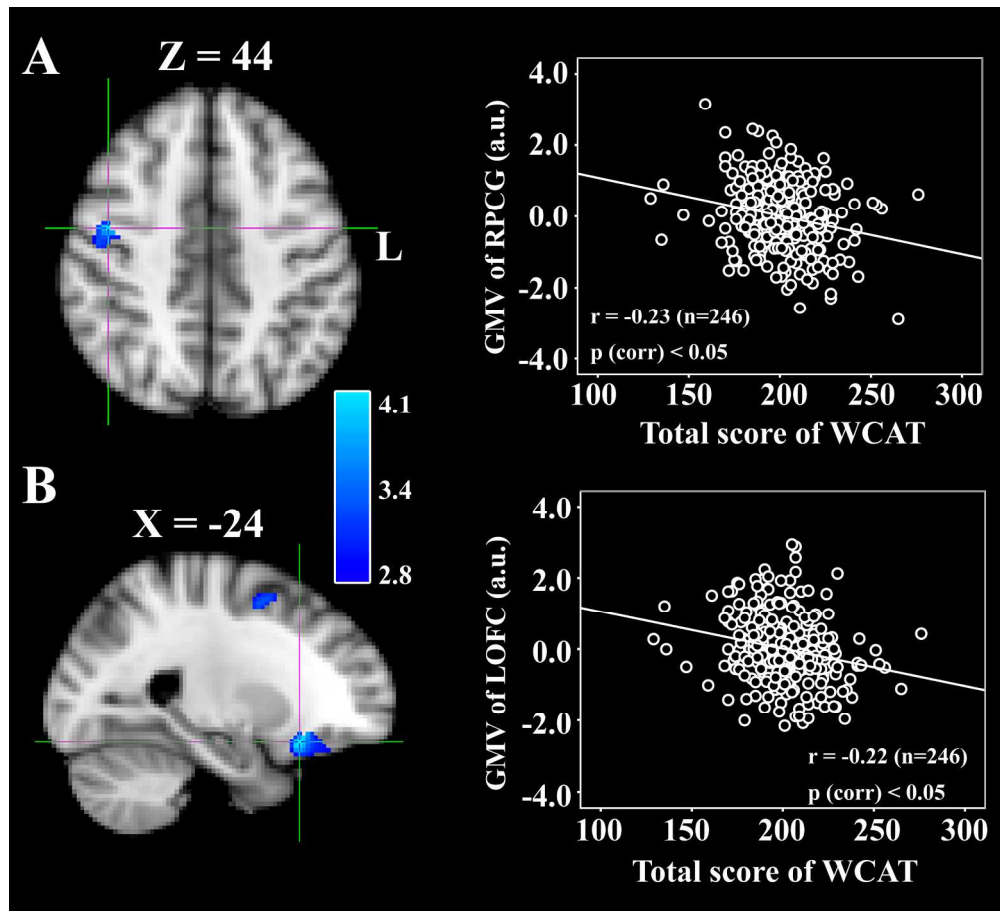 A
Z = 44
L
4.1
3.4
2.8
B
X = -24
GMV of RPCG (a.u.)
4.0
2.0
0.0
-2.0
-4.0
r = -0.23 (n=246)
p (corr) < 0.05
100 150 200 250 300
Total score of WCAT
GMV of LOFC (a.u.)
4.0
2.0
0.0
-2.0
-4.0
r = -0.22 (n=246)
p (corr) < 0.05
100 150 200 250 300
Total score of WCAT